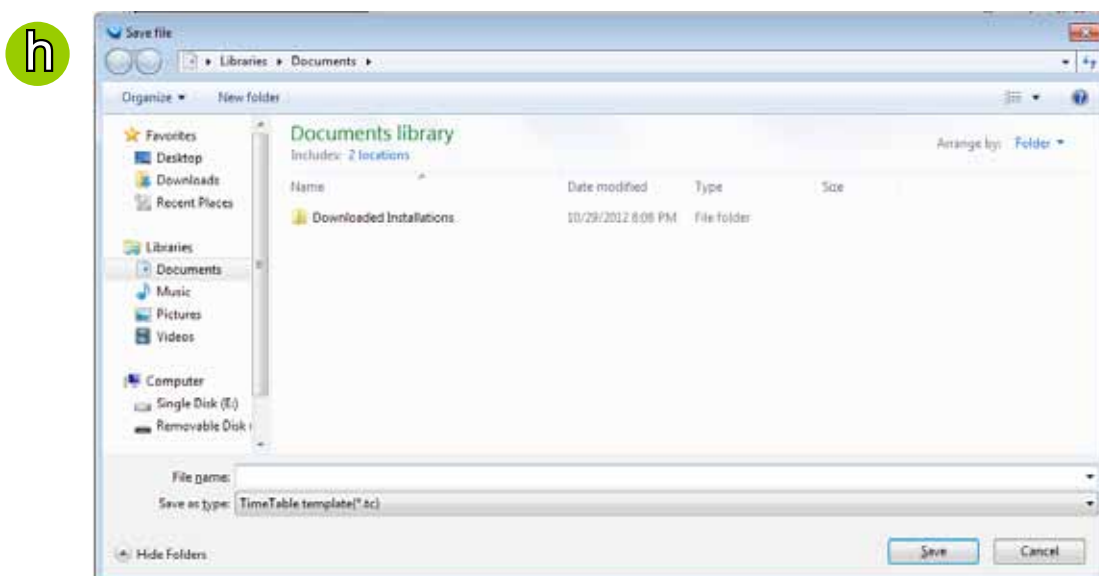 h
Save file
Libraries Documents
Organize New folder
Favorites
Desktop
Downloads
Recent Places
Libraries
Documents
Music
Pictures
Videos
Computer
Single Disk (E:)
Removable Disk
Documents library
Includes: 2 locations
Arrange by: Folder
Name Date modified Type Size
Downloaded Installations 10/29/2012 8:08 PM File folder
File name:
Save as type: TimeTable template(*.tc)
Hide Folders Save Cancel